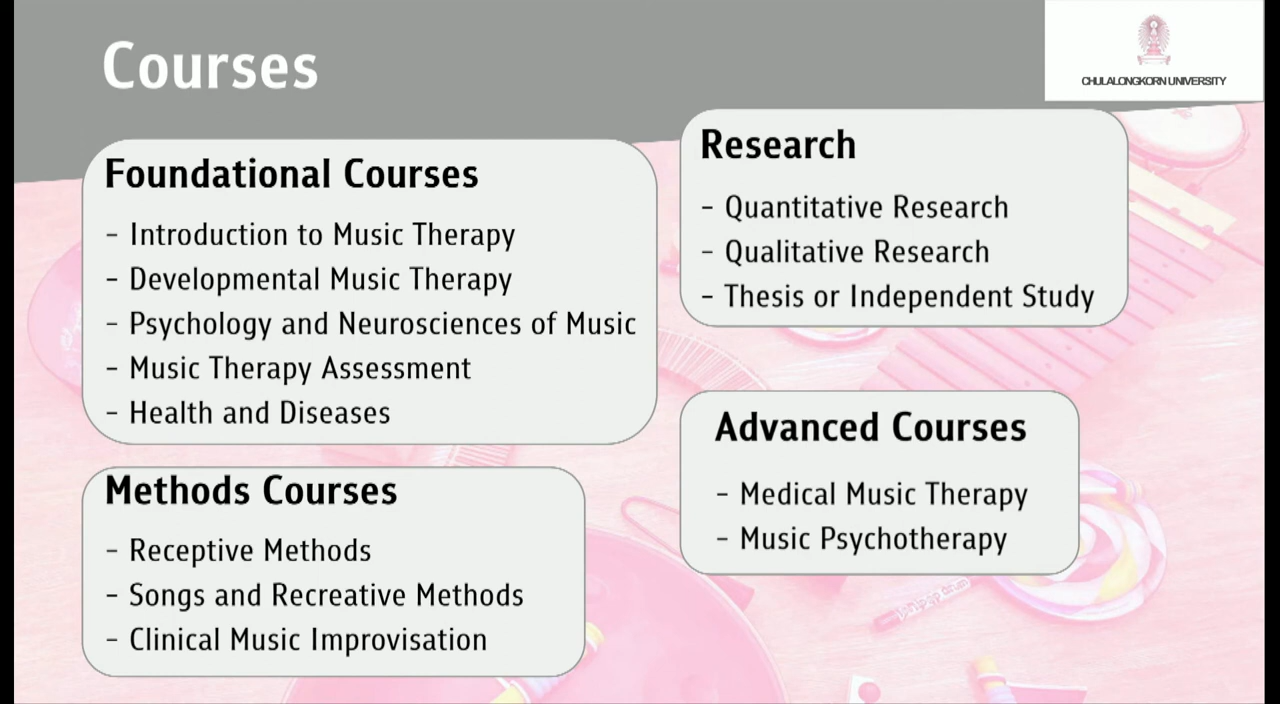 Courses
CHULALONGKORN UNIVERSITY
Foundational Courses
- Introduction to Music Therapy
- Developmental Music Therapy
- Psychology and Neurosciences of Music
- Music Therapy Assessment
- Health and Diseases
Methods Courses
- Receptive Methods
- Songs and Recreative Methods
- Clinical Music Improvisation
Research
- Quantitative Research
- Qualitative Research
- Thesis or Independent Study
Advanced Courses
- Medical Music Therapy
- Music Psychotherapy